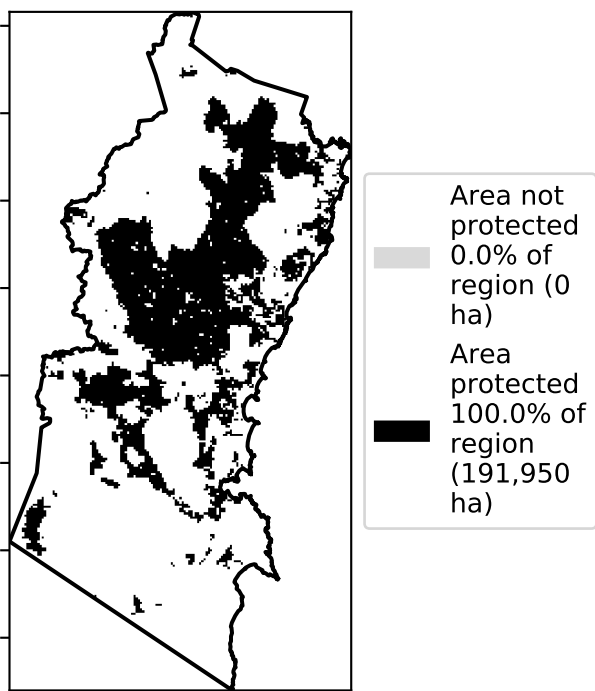 Area not
protected
0.0% of
region (0
ha)
Area
protected
100.0% of
region
(191,950
ha)